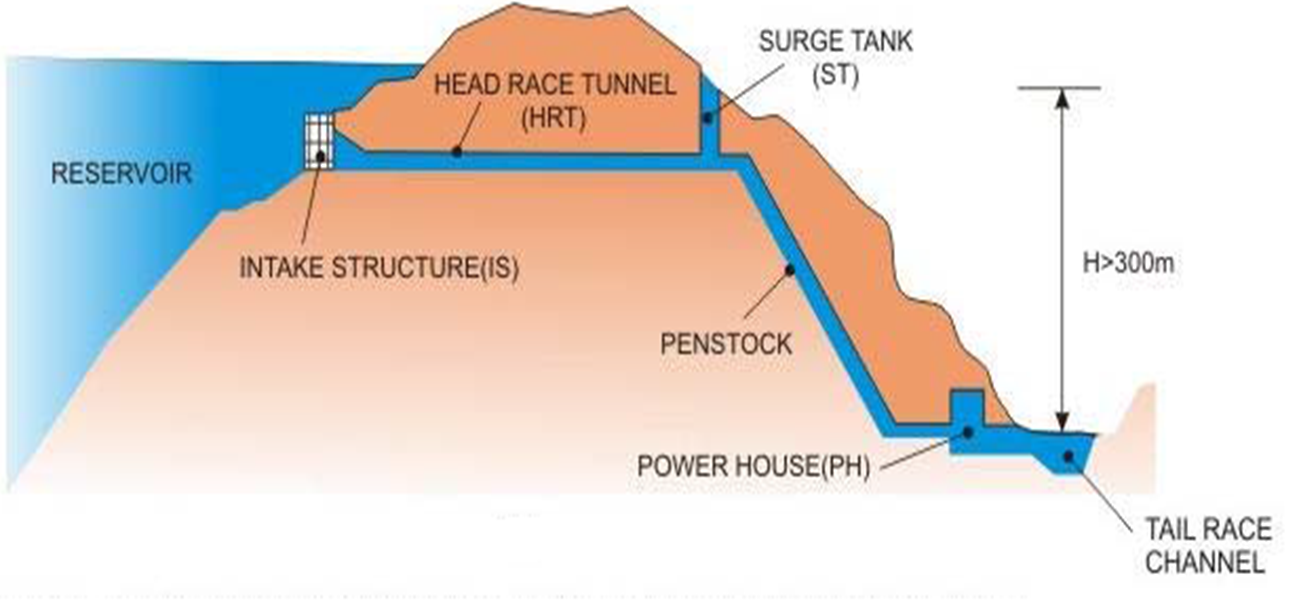 SURGE TANK
(ST)
HEAD RACE TUNNEL
(HRT)
RESERVOIR
INTAKE STRUCTURE(IS)
H>300m
PENSTOCK
POWER HOUSE(PH)
TAIL RACE
CHANNEL